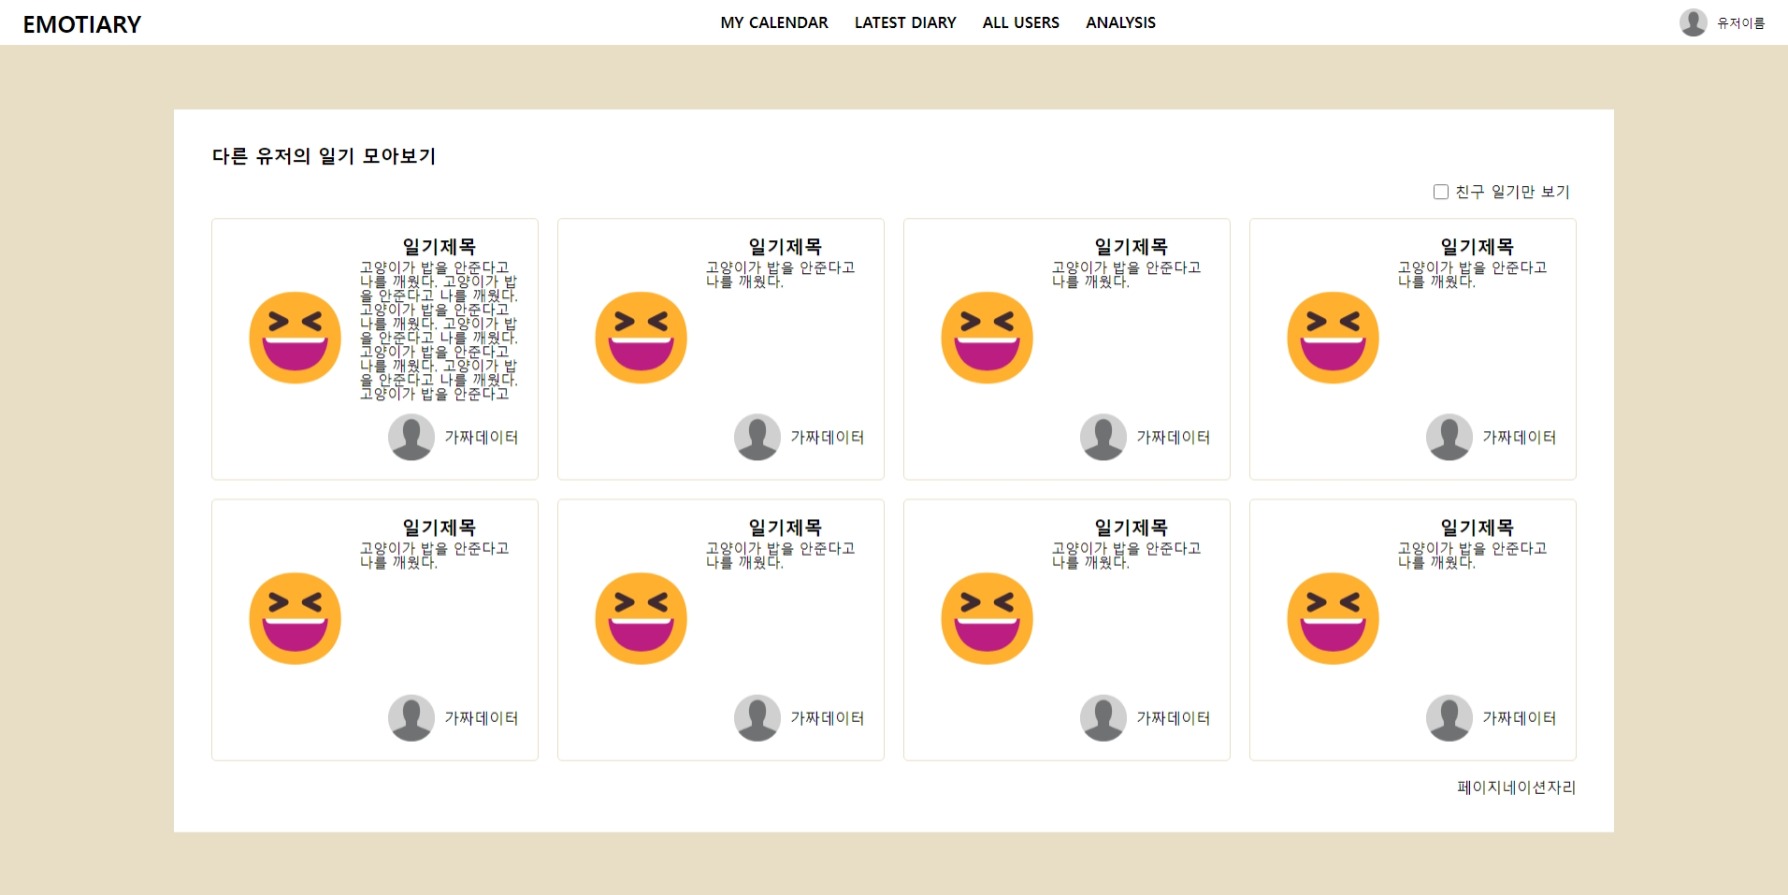 EMOTIARY
MY CALENDAR LATEST DIARY ALL USERS ANALYSIS
유저이름
다른 유저의 일기 모아보기
친구 일기만 보기
일기제목
고양이가 밥을 안준다고
나를 깨웠다. 고양이가 밥
을 안준다고 나를 깨웠다.
고양이가 밥을 안준다고
나를 깨웠다. 고양이가 밥
을 안준다고 나를 깨웠다.
고양이가 밥을 안준다고
나를 깨웠다. 고양이가 밥
을 안준다고 나를 깨웠다.
고양이가 밥을 안준다고
가짜데이터
일기제목
고양이가 밥을 안준다고
나를 깨웠다.
가짜데이터
일기제목
고양이가 밥을 안준다고
나를 깨웠다.
가짜데이터
일기제목
고양이가 밥을 안준다고
나를 깨웠다.
가짜데이터
일기제목
고양이가 밥을 안준다고
나를 깨웠다.
가짜데이터
일기제목
고양이가 밥을 안준다고
나를 깨웠다.
가짜데이터
일기제목
고양이가 밥을 안준다고
나를 깨웠다.
가짜데이터
일기제목
고양이가 밥을 안준다고
나를 깨웠다.
가짜데이터
페이지네이션자리